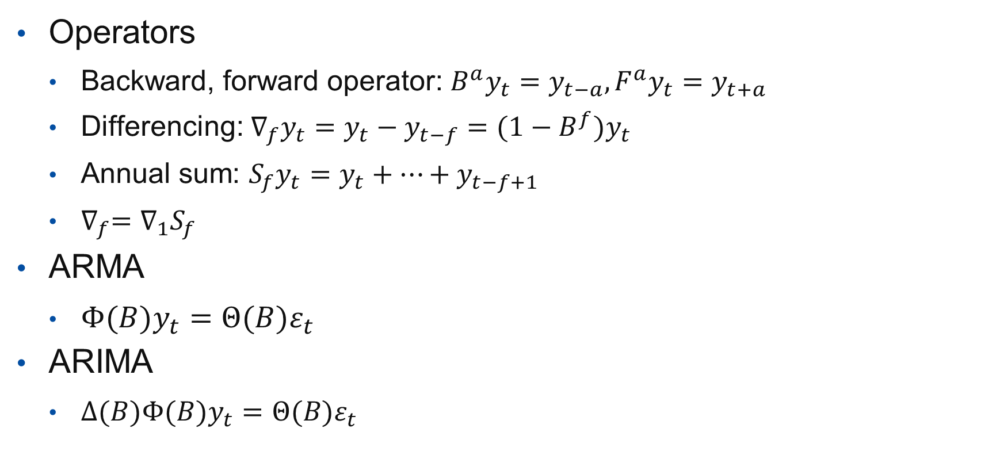 • Operators
• Backward, forward operator: $B^a y_t = y_{t-a}, F^a y_t = y_{t+a}$
• Differencing: $\nabla_f y_t = y_t - y_{t-f} = (1 - B^f) y_t$
• Annual sum: $S_f y_t = y_t + \cdots + y_{t-f+1}$
• $\nabla_f = \nabla_1 S_f$
• ARMA
• $\Phi(B) y_t = \Theta(B) \varepsilon_t$
• ARIMA
• $\Delta(B) \Phi(B) y_t = \Theta(B) \varepsilon_t$